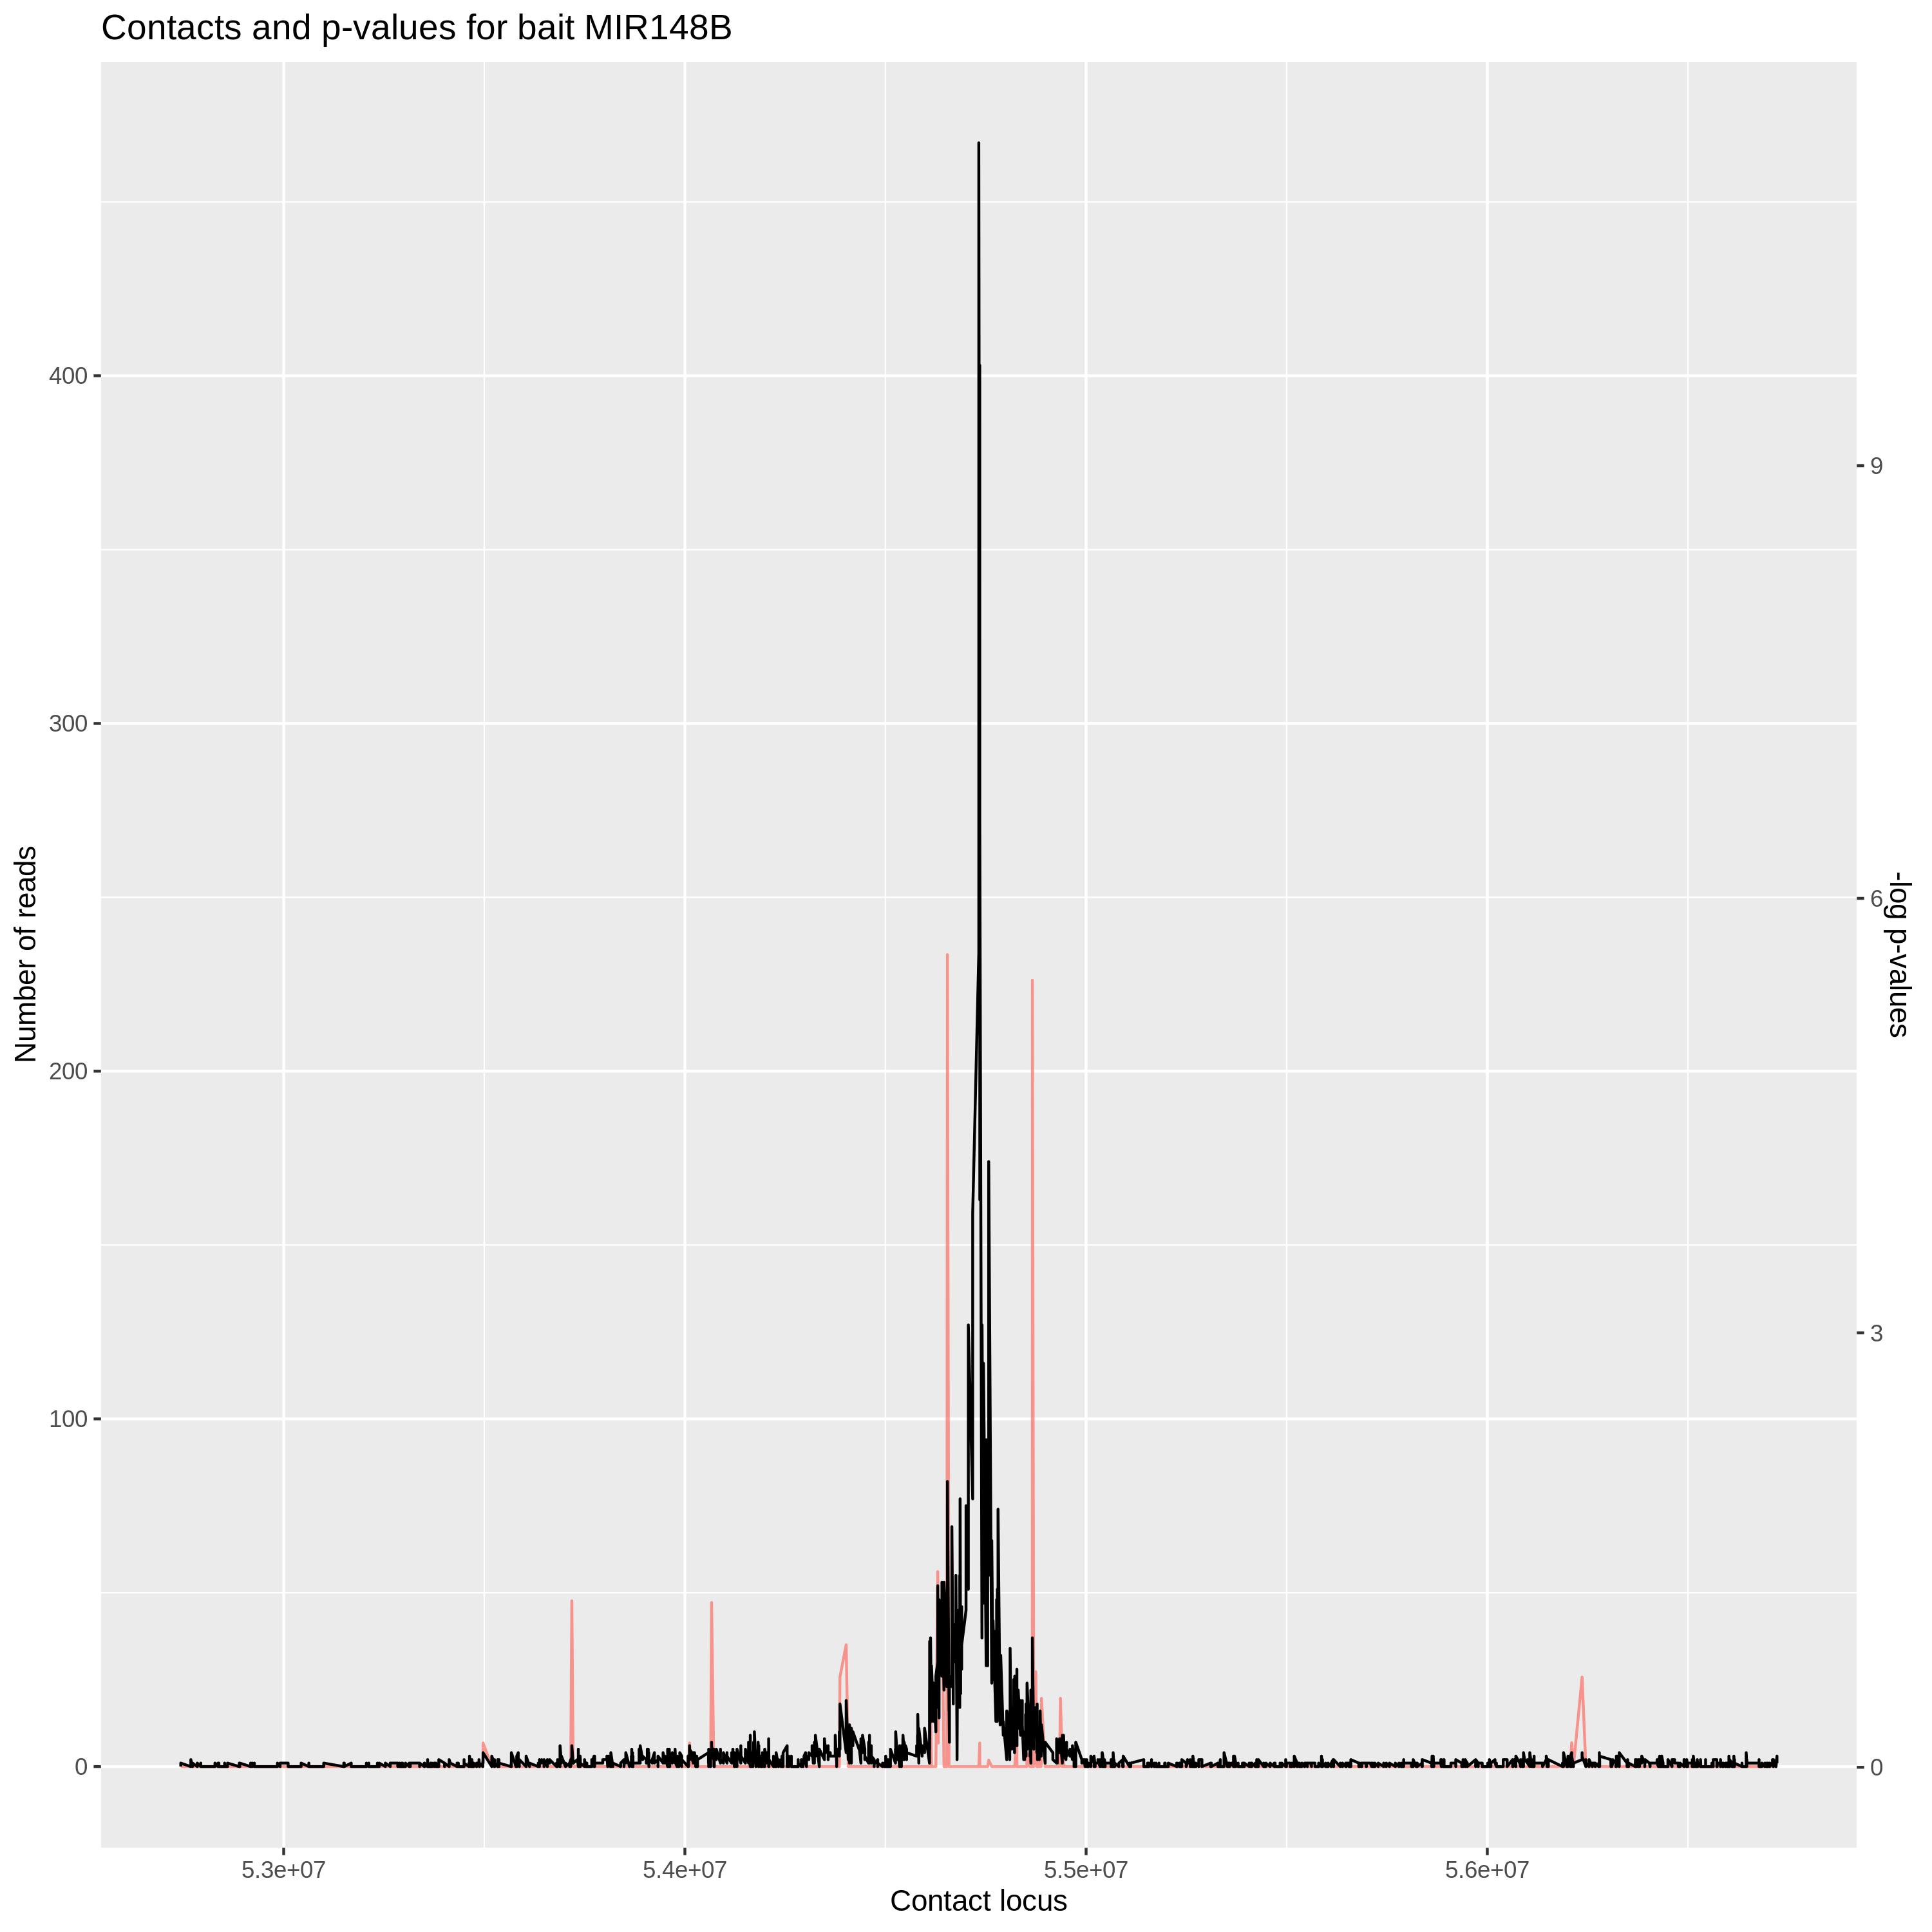 Contacts and p-values for bait MIR148B
Number of reads
400
300
200
100
0
9
6
3
0
-log p-values
5.3e+07 5.4e+07 5.5e+07 5.6e+07
Contact locus